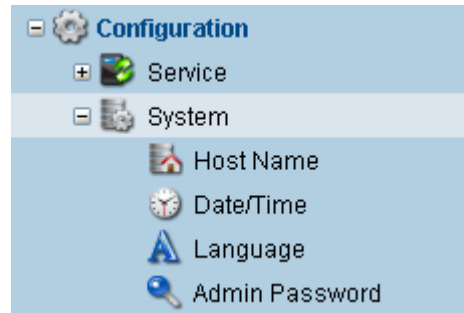 Configuration
Service
System
Host Name
Date/Time
Language
Admin Password